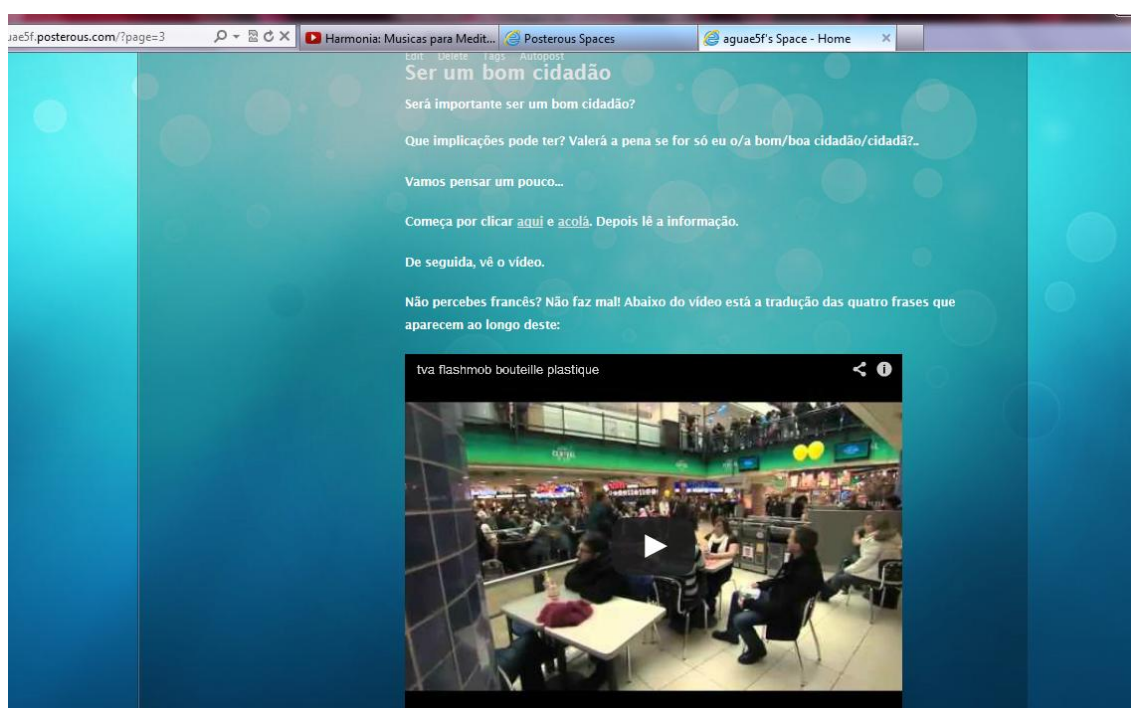 uae5f.posterous.com/?page=3
Harmonia: Musicas para Medit...
Posterous Spaces
aguae5f's Space - Home
Edit Delete Tags Autopost
Ser um bom cidadão
Será importante ser um bom cidadão?
Que implicações pode ter? Valerá a pena se for só eu o/a bom/boa cidadão/cidadã?..
Vamos pensar um pouco...
Começa por clicar aqui e acolá. Depois lê a informação.
De seguida, vê o vídeo.
Não percebes francês? Não faz mal! Abaixo do vídeo está a tradução das quatro frases que
aparecem ao longo deste:
tva flashmob bouteille plastique